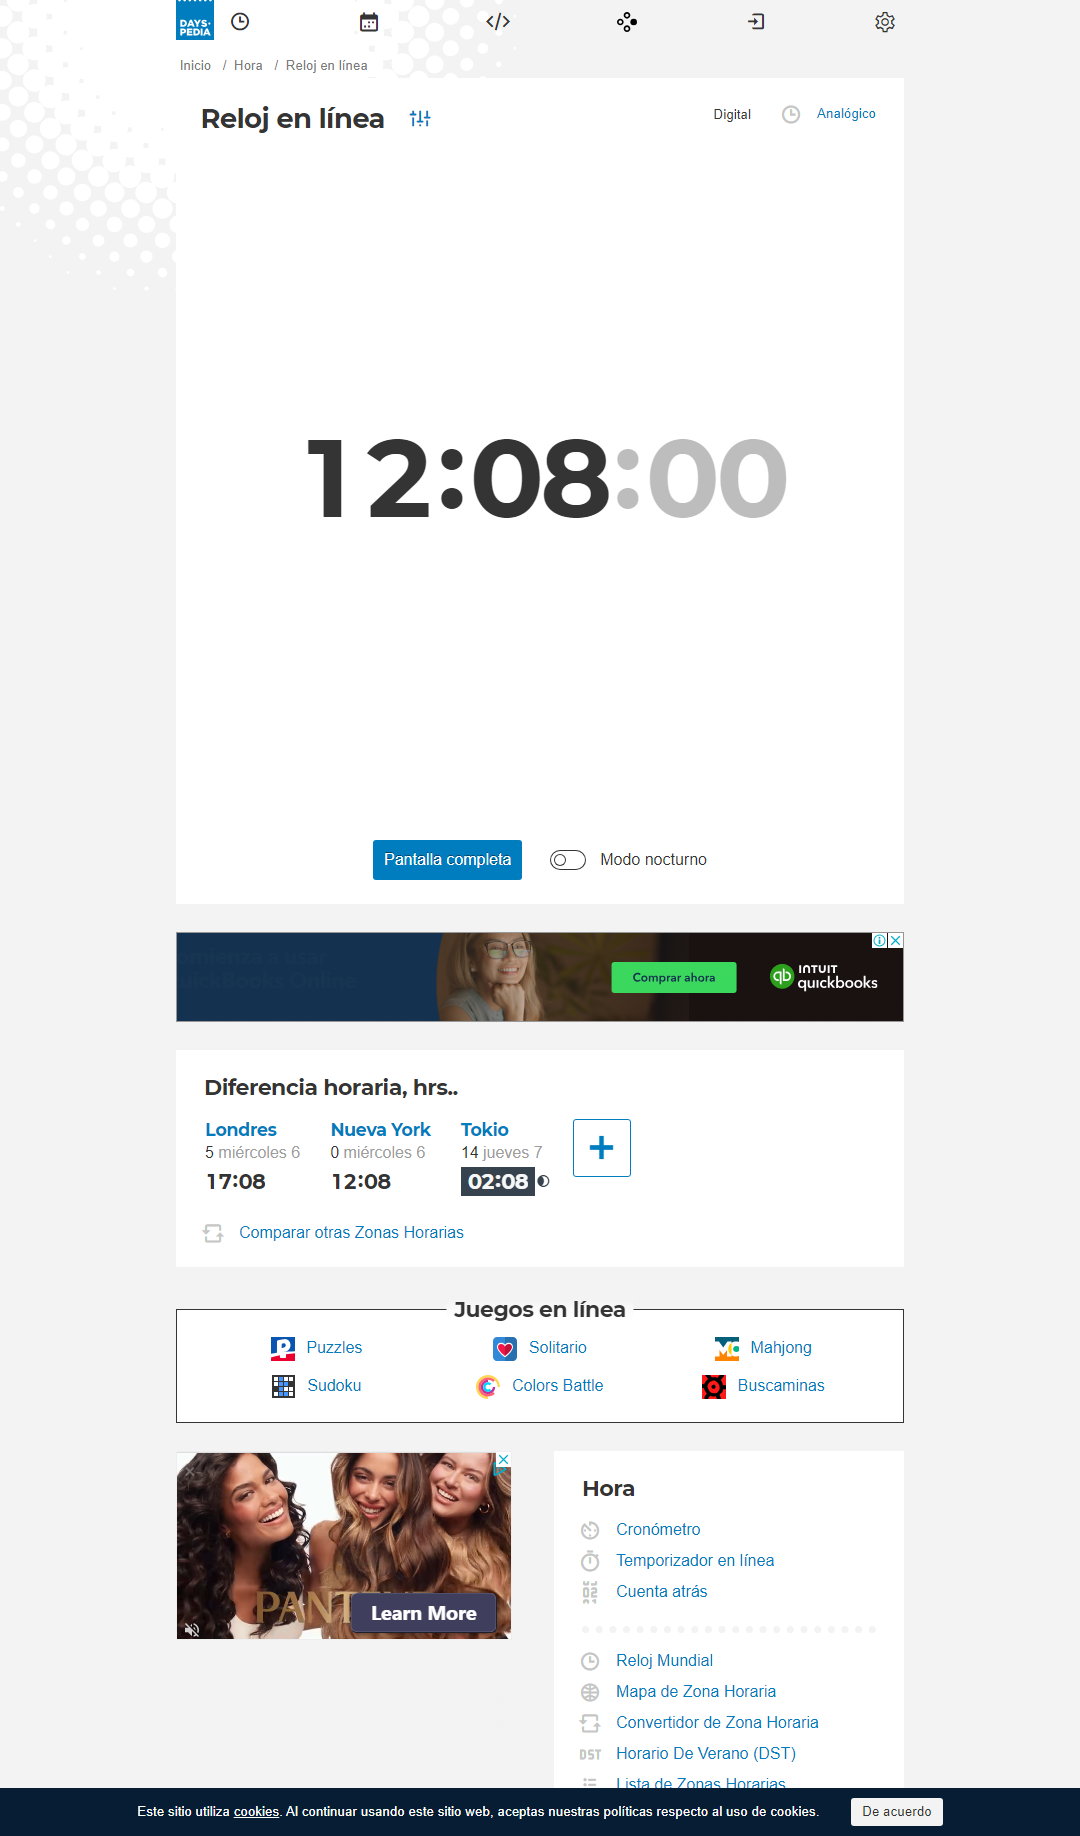 DAYS·
PEDIA
Inicio / Hora / Reloj en línea
Reloj en línea
Digital
Analógico
12:08:00
Pantalla completa
Modo nocturno
Comprar ahora
INTUIT
quickbooks
Diferencia horaria, hrs..
Londres
5 miércoles 6
17:08
Nueva York
0 miércoles 6
12:08
Tokio
14 jueves 7
02:08
Comparar otras Zonas Horarias
Juegos en línea
Puzzles
Solitario
Mahjong
Sudoku
Colors Battle
Buscaminas
Learn More
Hora
Cronómetro
Temporizador en línea
Cuenta atrás
Reloj Mundial
Mapa de Zona Horaria
Convertidor de Zona Horaria
DST Horario De Verano (DST)
Lista de Zonas Horarias
Este sitio utiliza cookies. Al continuar usando este sitio web, aceptas nuestras políticas respecto al uso de cookies.
De acuerdo